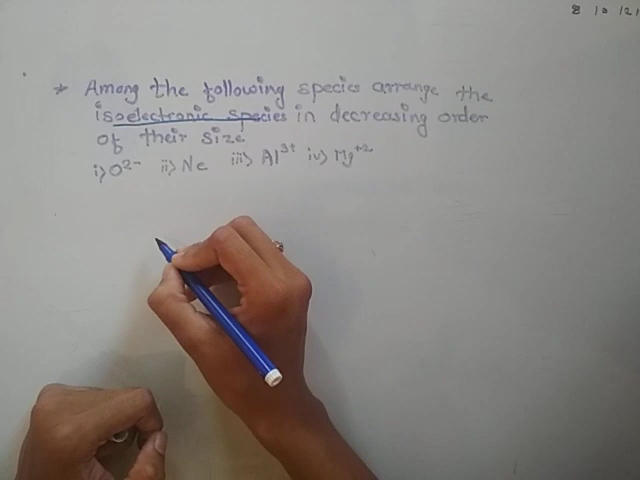 8 10 121
* Among the following species arrange the
isoelectronic species in decreasing order
of their size
i) O²⁻ ii) Ne iii) Al³⁺ iv) Mg⁺²